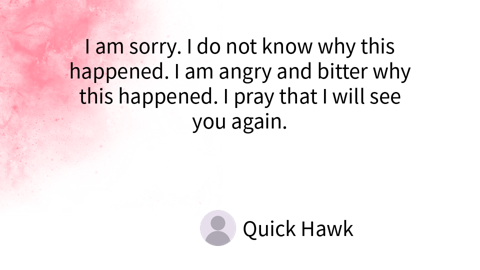 I am sorry. I do not know why this
happened. I am angry and bitter why
this happened. I pray that I will see
you again.
Quick Hawk